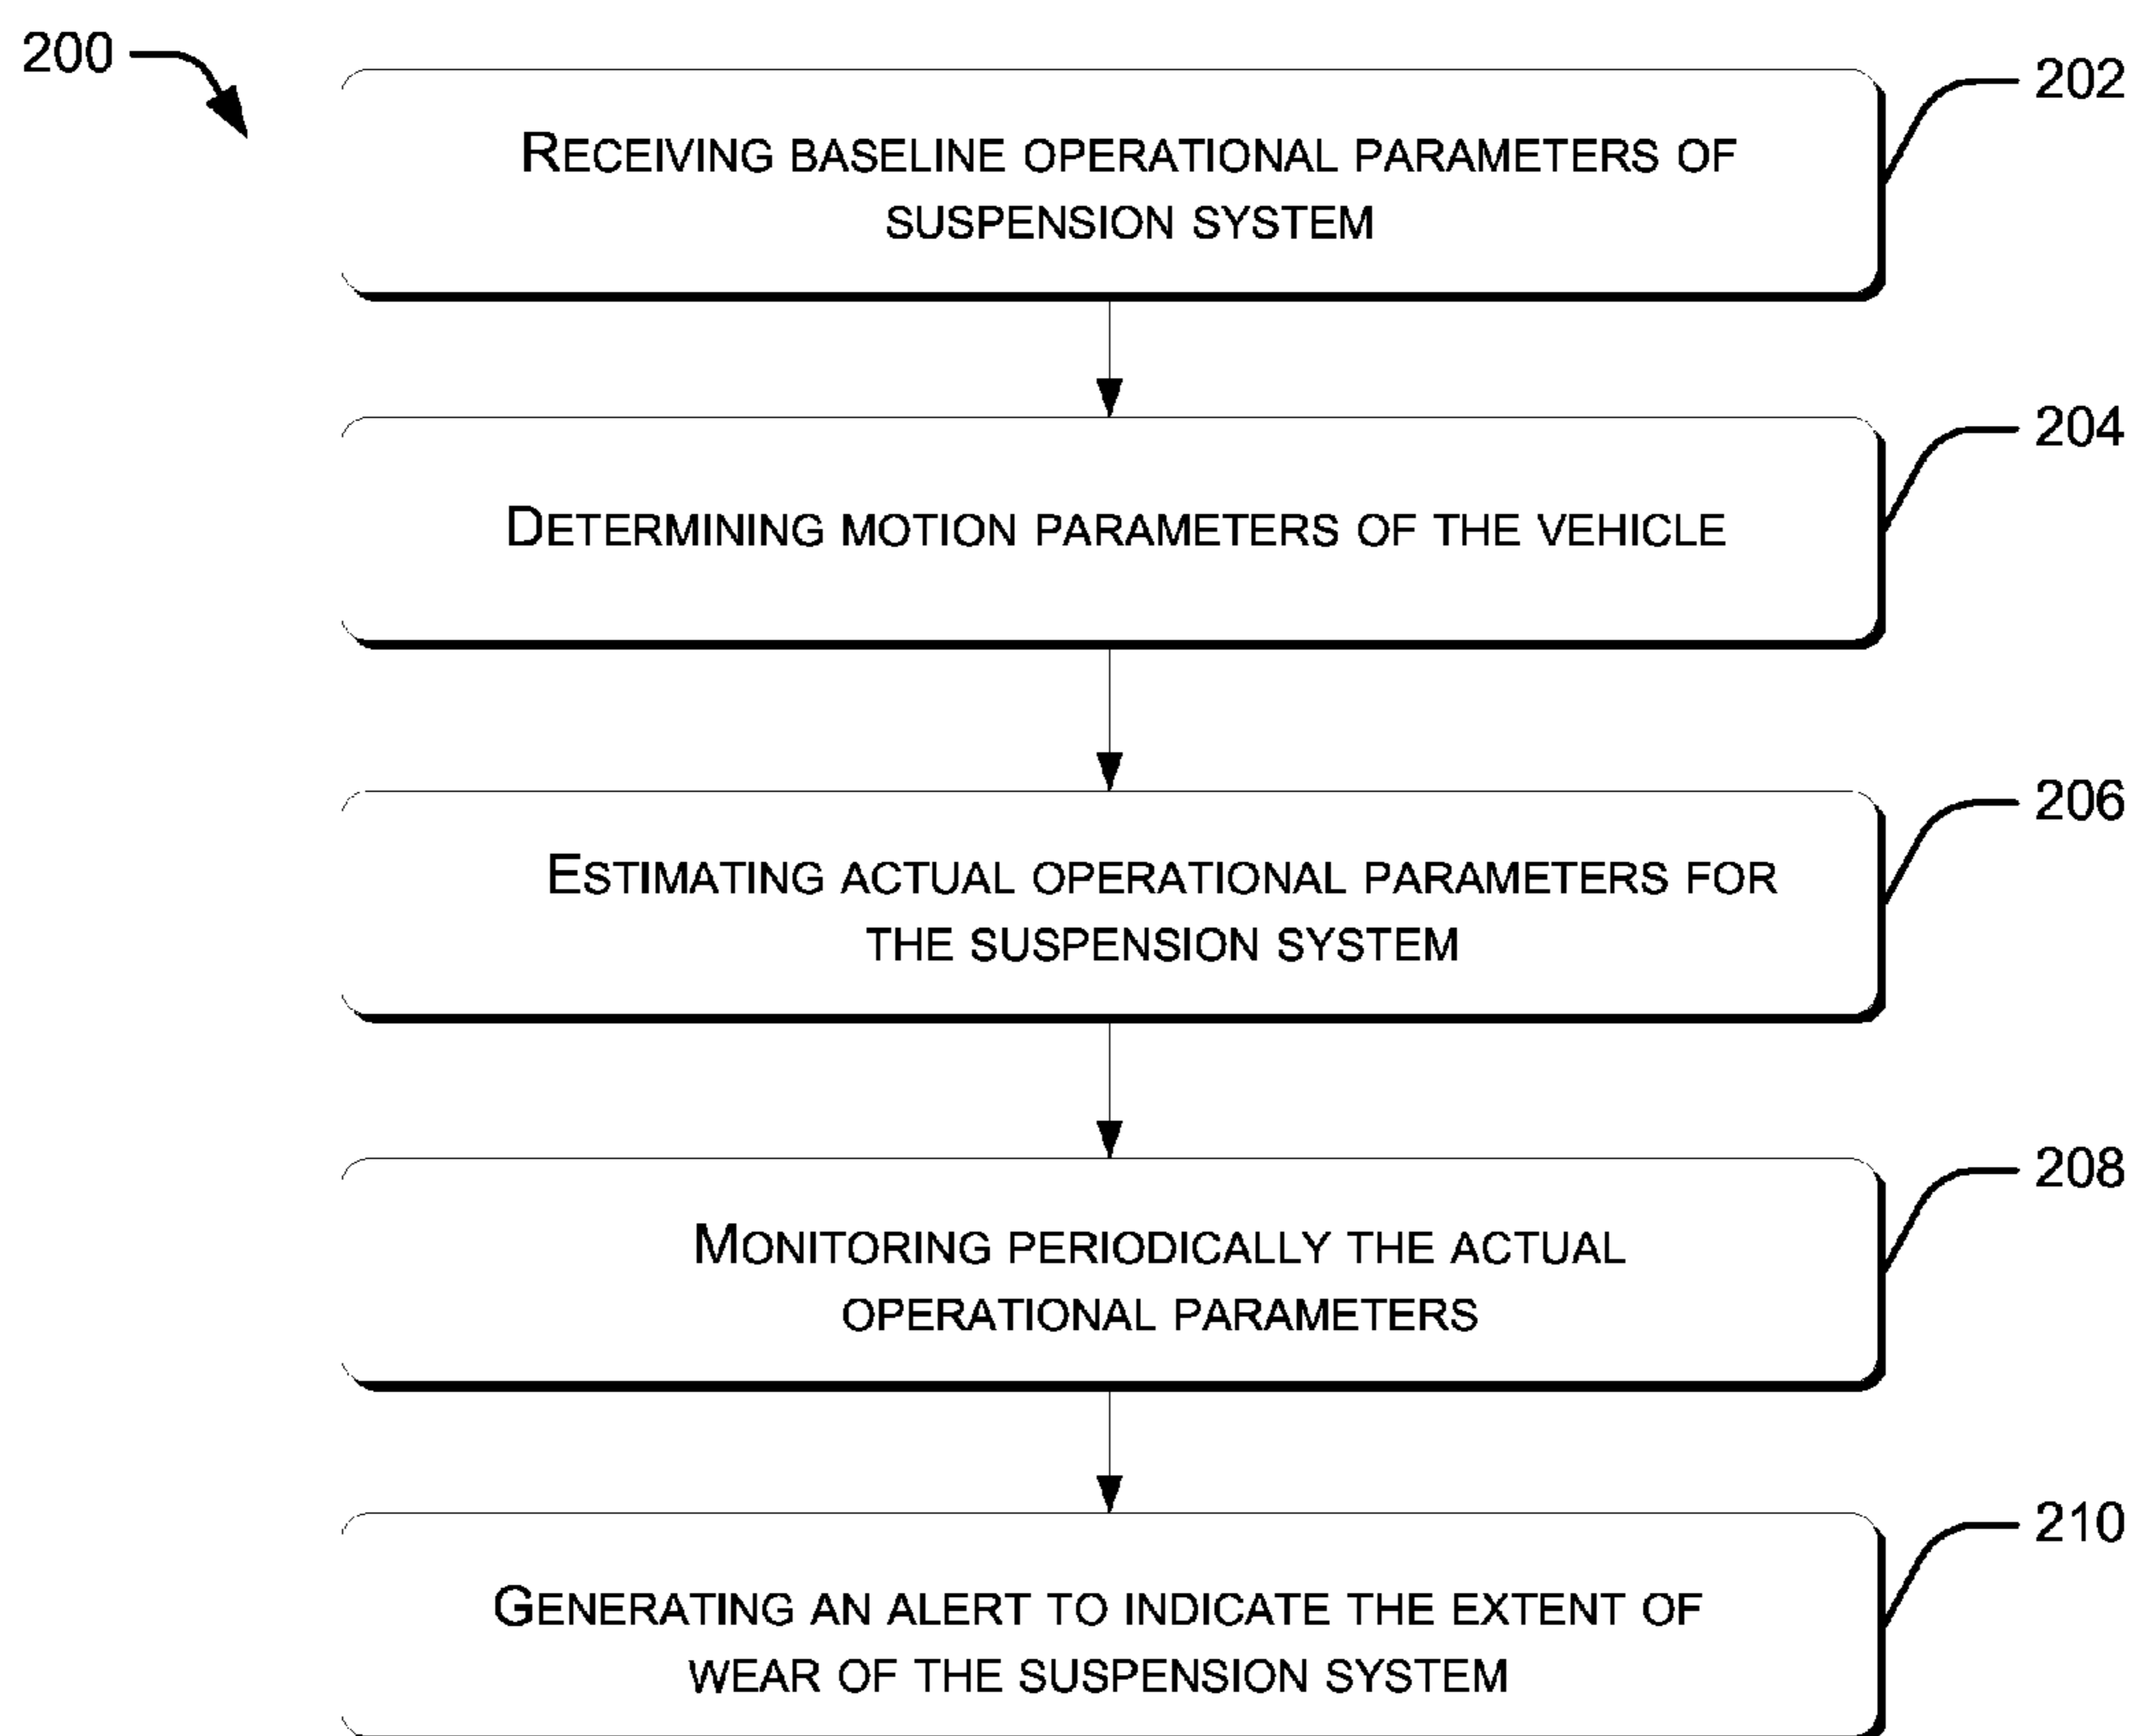 200
202
RECEIVING BASELINE OPERATIONAL PARAMETERS OF
SUSPENSION SYSTEM
204
DETERMINING MOTION PARAMETERS OF THE VEHICLE
206
ESTIMATING ACTUAL OPERATIONAL PARAMETERS FOR
THE SUSPENSION SYSTEM
208
MONITORING PERIODICALLY THE ACTUAL
OPERATIONAL PARAMETERS
210
GENERATING AN ALERT TO INDICATE THE EXTENT OF
WEAR OF THE SUSPENSION SYSTEM